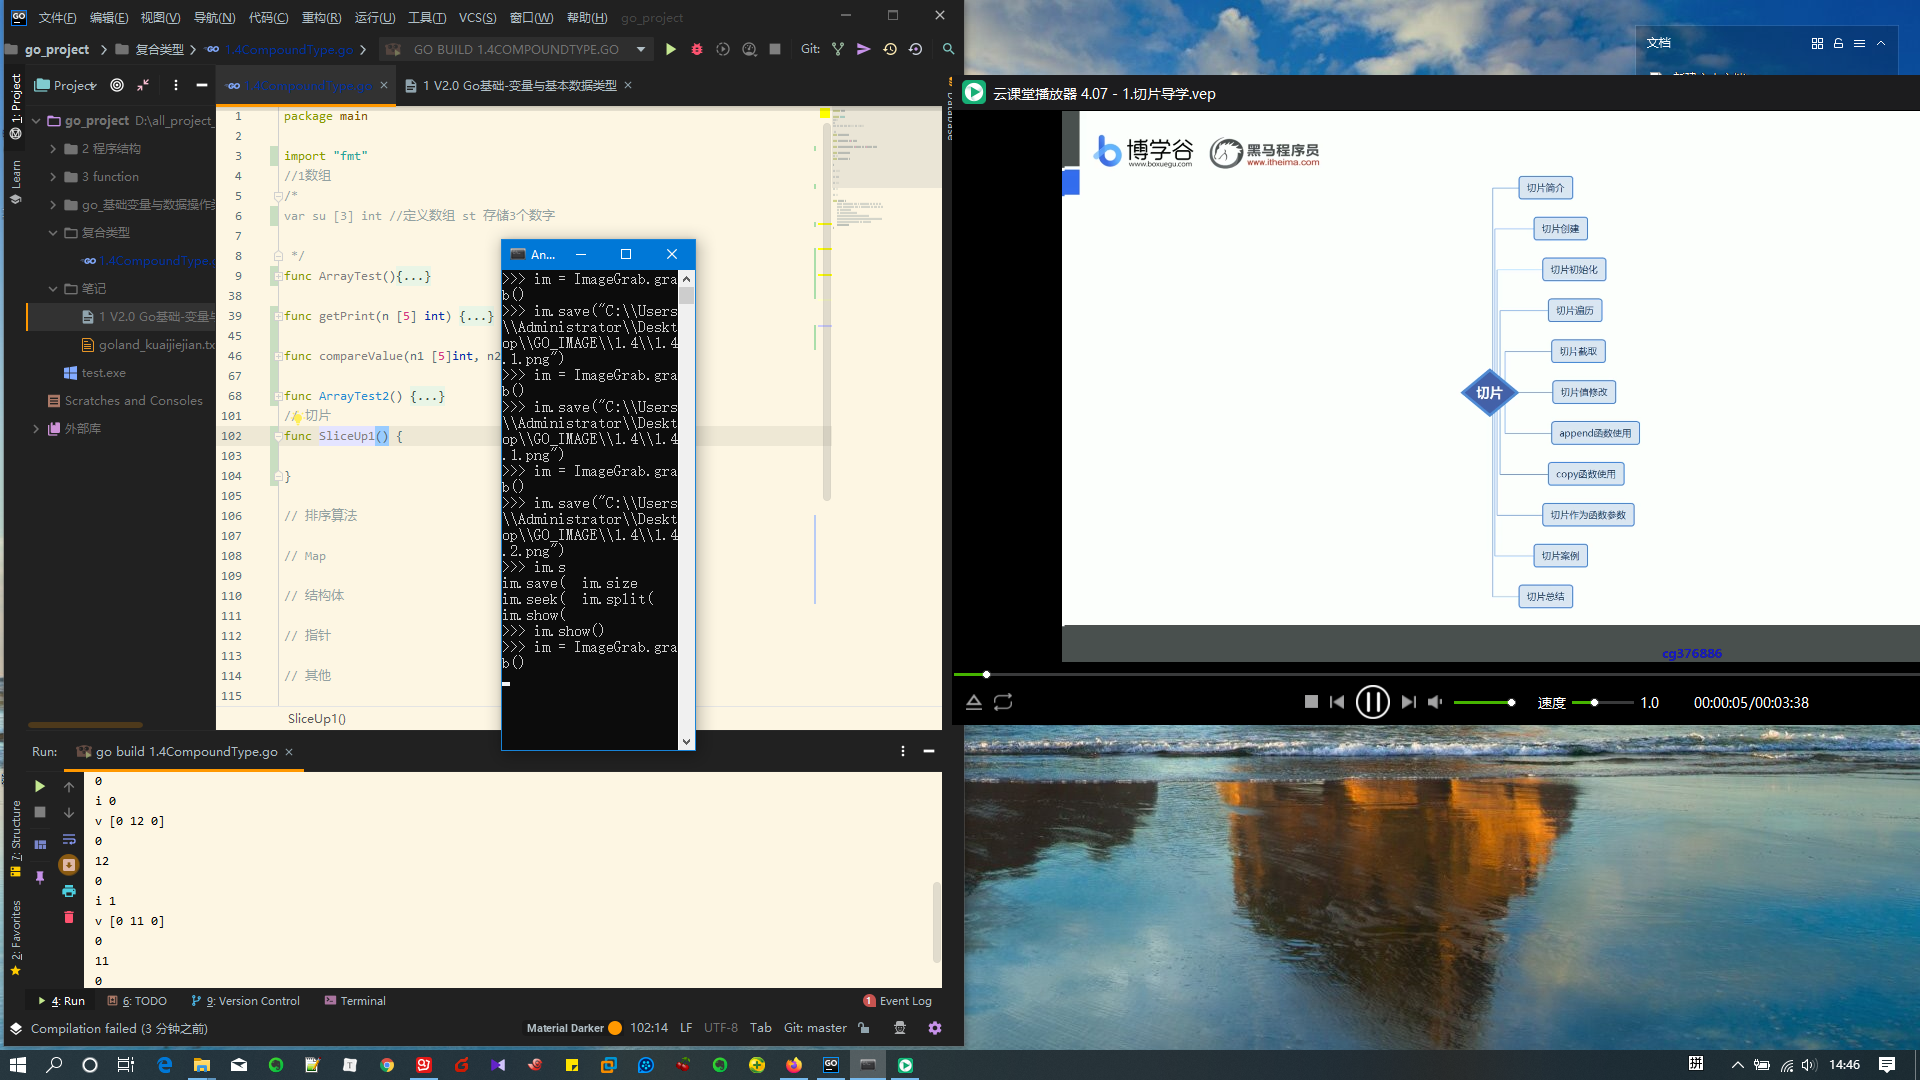 文件(F) 编辑(E) 视图(V) 导航(N) 代码(C) 重构(R) 运行(U) 工具(T) VCS(S) 窗口(W) 帮助(H) go_project
go_project 复合类型 1.4CompoundType.go GO BUILD 1.4COMPOUNDTYPE.GO Git:
1: Project
Learn
Project
go_project D:\all_project_
2 程序结构
3 function
go_基础变量与数据操作
复合类型
1.4CompoundType.
笔记
1 V2.0 Go基础-变量与
goland_kuaijiejian.tx
test.exe
Scratches and Consoles
外部库
1.4CompoundType.go
1 V2.0 Go基础-变量与基本数据类型
1 package main
2
3 import "fmt"
4 //1数组
5 /*
6 var su [3] int //定义数组 st 存储3个数字
7
8 */
9 func ArrayTest(){...}
38
39 func getPrint(n [5] int) {...}
45
46 func compareValue(n1 [5]int, n2
67
68 func ArrayTest2() {...}
101 // 切片
102 func SliceUp1() {
103
104 }
105
106 // 排序算法
107
108 // Map
109
110 // 结构体
111
112 // 指针
113
114 // 其他
115
SliceUp1()
An...
>>> im = ImageGrab.gra
b()
>>> im.save("C:\\Users
\\Administrator\\Deskt
op\\GO_IMAGE\\1.4\\1.4
.1.png")
>>> im = ImageGrab.gra
b()
>>> im.save("C:\\Users
\\Administrator\\Deskt
op\\GO_IMAGE\\1.4\\1.4
.1.png")
>>> im = ImageGrab.gra
b()
>>> im.save("C:\\Users
\\Administrator\\Deskt
op\\GO_IMAGE\\1.4\\1.4
.2.png")
>>> im.s
im.save( im.size
im.seek( im.split(
im.show(
>>> im.show()
>>> im = ImageGrab.gra
b()
Run: go build 1.4CompoundType.go
0
i 0
v [0 12 0]
0
12
0
i 1
v [0 11 0]
0
11
0
7: Structure
2: Favorites
4: Run 6: TODO 9: Version Control Terminal
1 Event Log
Compilation failed (3 分钟之前)
Material Darker 102:14 LF UTF-8 Tab Git: master
文档
云课堂播放器 4.07 - 1.切片导学.vep
博学谷
www.boxuegu.com
黑马程序员
www.itheima.com
切片
切片简介
切片创建
切片初始化
切片遍历
切片截取
切片值修改
append函数使用
copy函数使用
切片作为函数参数
切片案例
切片总结
cg376886
速度 1.0 00:00:05/00:03:38
14:46